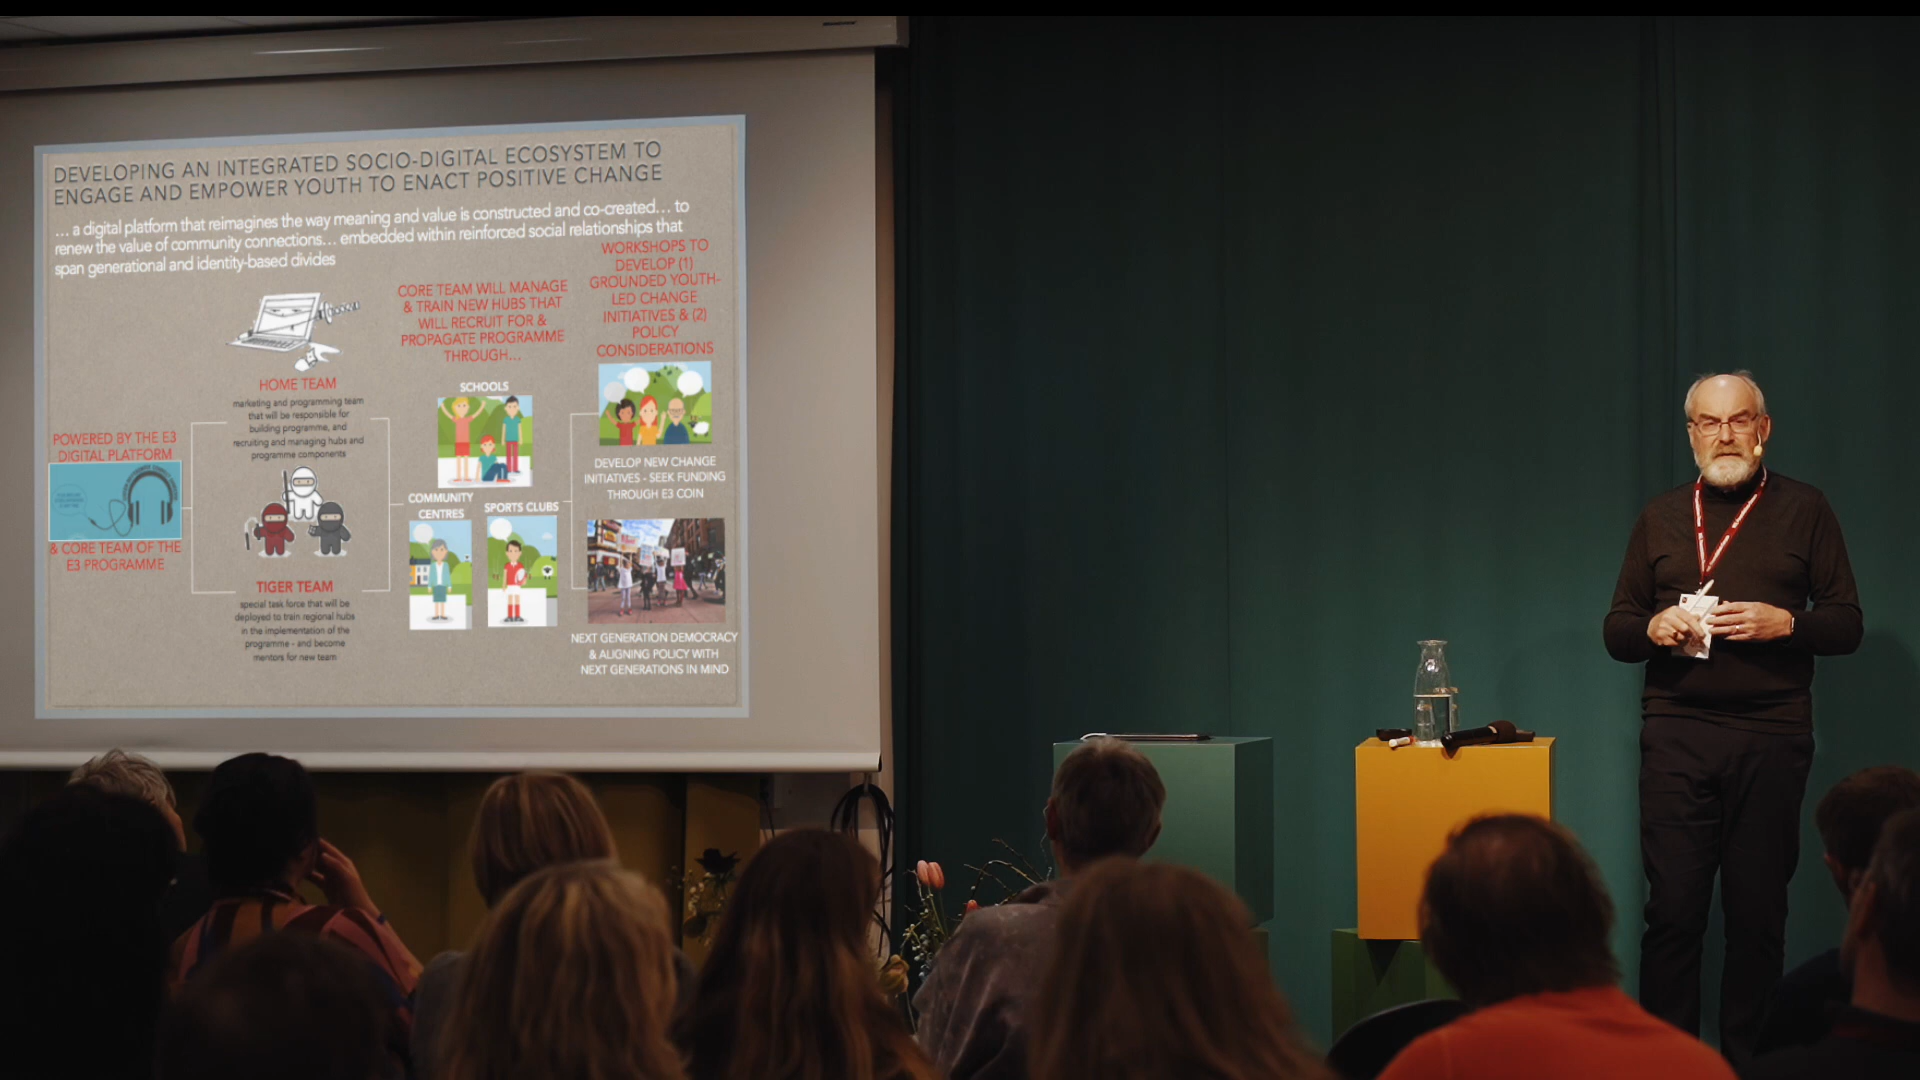 DEVELOPING AN INTEGRATED SOCIO-DIGITAL ECOSYSTEM TO
ENGAGE AND EMPOWER YOUTH TO ENACT POSITIVE CHANGE
... a digital platform that reimagines the way meaning and value is constructed and co-created... to
renew the value of community connections... embedded within reinforced social relationships that
span generational and identity-based divides
POWERED BY THE E3
DIGITAL PLATFORM
& CORE TEAM OF THE
E3 PROGRAMME
HOME TEAM
marketing and programming team
that will be responsible for
building programme, and
recruiting and managing hubs and
programme components
TIGER TEAM
special task force that will be
deployed to train regional hubs
in the implementation of the
programme - and become
mentors for new team
CORE TEAM WILL MANAGE
& TRAIN NEW HUBS THAT
WILL RECRUIT FOR &
PROPAGATE PROGRAMME
THROUGH...
SCHOOLS
COMMUNITY
CENTRES
SPORTS CLUBS
WORKSHOPS TO
DEVELOP (1)
GROUNDED YOUTH-
LED CHANGE
INITIATIVES & (2)
POLICY
CONSIDERATIONS
DEVELOP NEW CHANGE
INITIATIVES - SEEK FUNDING
THROUGH E3 COIN
NEXT GENERATION DEMOCRACY
& ALIGNING POLICY WITH
NEXT GENERATIONS IN MIND